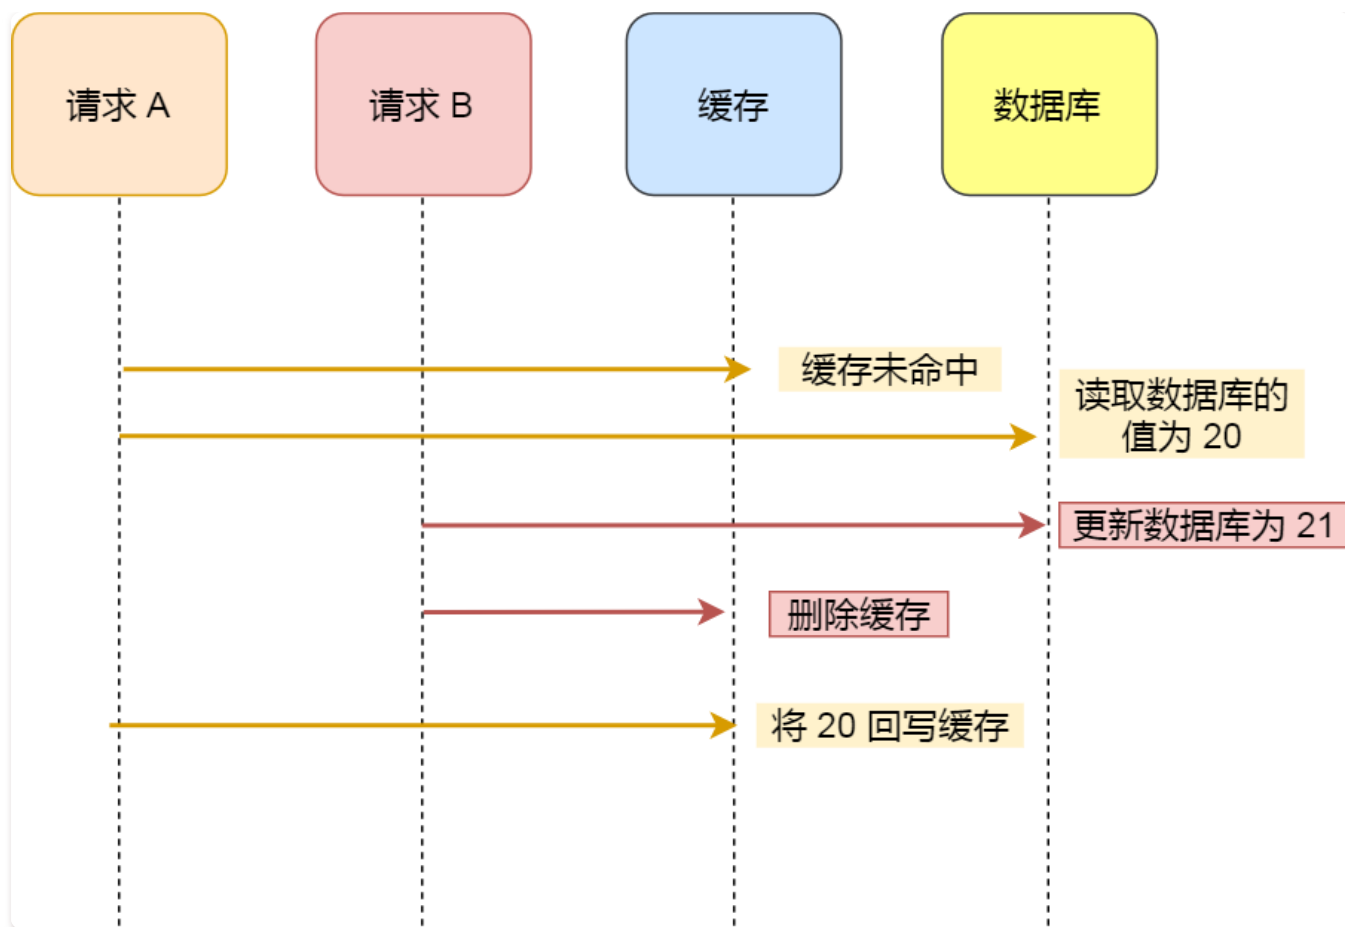 请求 A
请求 B
缓存
数据库
缓存未命中
读取数据库的
值为 20
更新数据库为 21
删除缓存
将 20 回写缓存